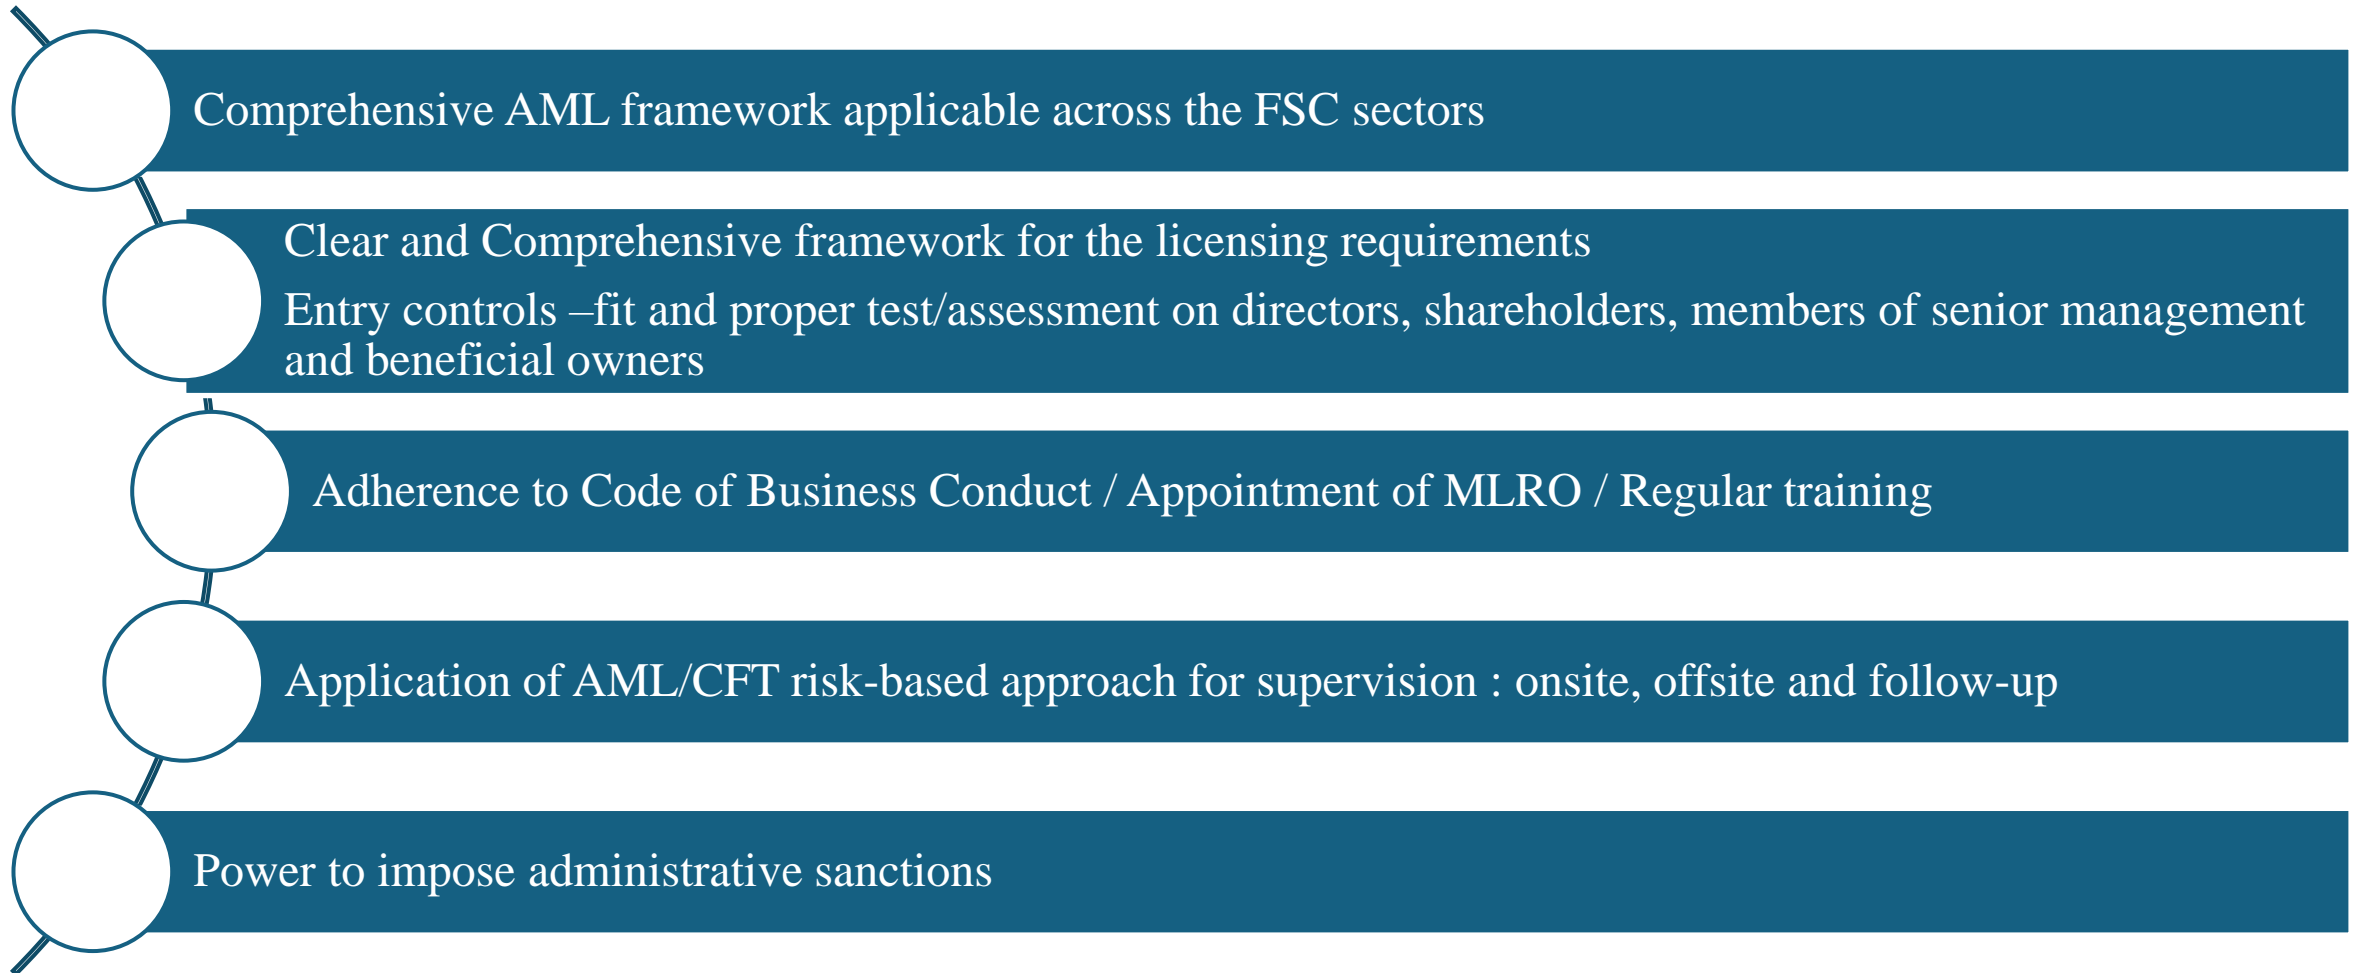 Comprehensive AML framework applicable across the FSC sectors
Clear and Comprehensive framework for the licensing requirements
Entry controls –fit and proper test/assessment on directors, shareholders, members of senior management
and beneficial owners
Adherence to Code of Business Conduct / Appointment of MLRO / Regular training
Application of AML/CFT risk-based approach for supervision : onsite, offsite and follow-up
Power to impose administrative sanctions